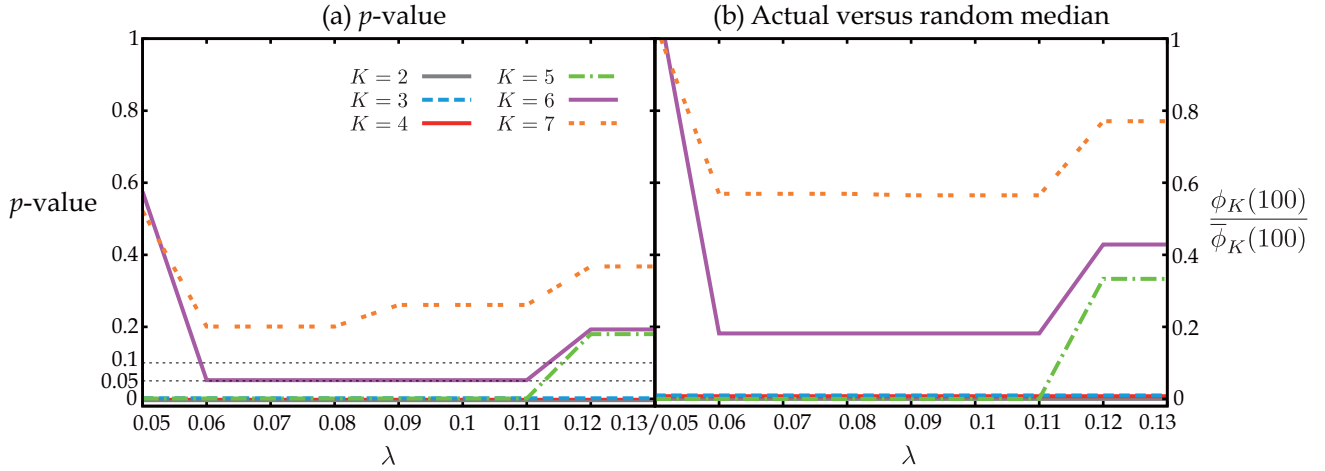 (a) p-value
(b) Actual versus random median
1
0.8
0.6
0.4
0.2
0.1
0.05
0
p-value
K = 2
K = 3
K = 4
K = 5
K = 6
K = 7
0.05 0.06 0.07 0.08 0.09 0.1 0.11 0.12 0.13/0.05 0.06 0.07 0.08 0.09 0.1 0.11 0.12 0.13
λ
λ
1
0.8
0.6
0.4
0.2
0
ϕ_K(100)
ϕ̅_K(100)